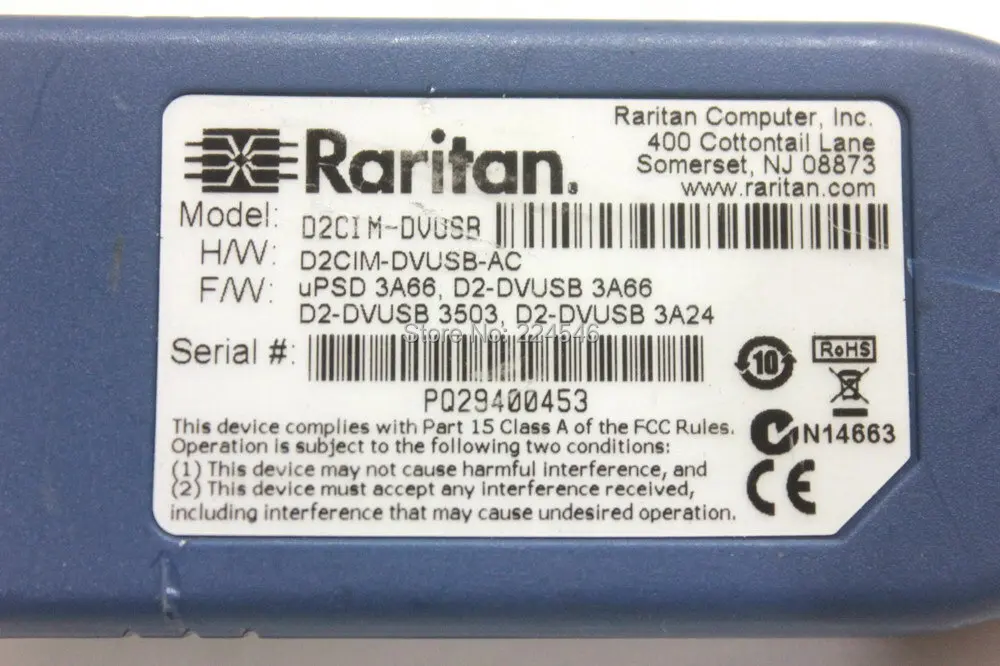 Raritan Computer, Inc.
400 Cottontail Lane
Somerset, NJ 08873
www.raritan.com
Raritan.
Model: D2CIM-DVUSB
H/W: D2CIM-DVUSB-AC
F/W: uPSD 3A66, D2-DVUSB 3A66
D2-DVUSB 3503, D2-DVUSB 3A24
Store No: 224546
Serial #:
PQ29400453
10
RoHS
N14663
CE
This device complies with Part 15 Class A of the FCC Rules.
Operation is subject to the following two conditions:
(1) This device may not cause harmful interference, and
(2) This device must accept any interference received,
including interference that may cause undesired operation.